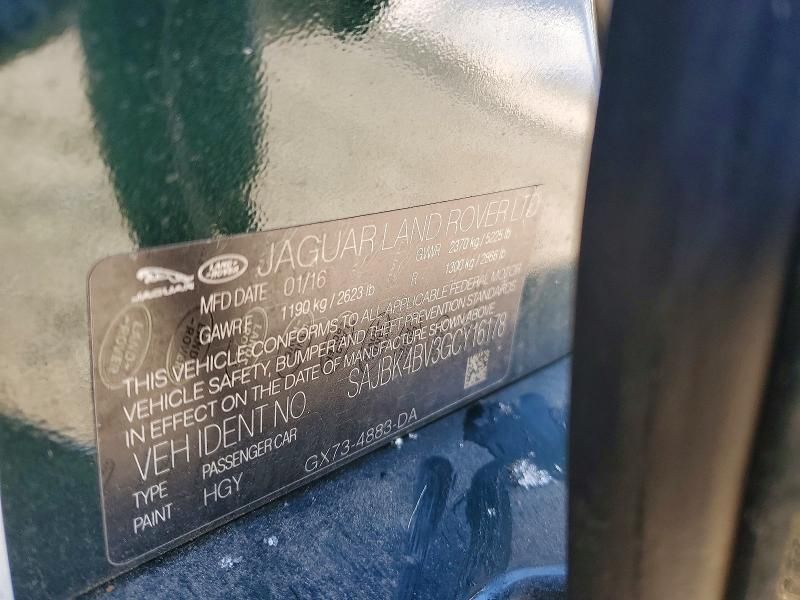 JAGUAR
LAND
ROVER
JAGUAR LAND ROVER LTD
MFD DATE 01/16 GVWR 2370 kg / 5225 lb
GAWR F 1190 kg / 2623 lb R 1300 kg / 2866 lb
THIS VEHICLE CONFORMS TO ALL APPLICABLE FEDERAL MOTOR
VEHICLE SAFETY, BUMPER AND THEFT PREVENTION STANDARDS
IN EFFECT ON THE DATE OF MANUFACTURE SHOWN ABOVE
VEH IDENT NO. SAJBK4BV3GCY16178
TYPE PASSENGER CAR
PAINT HGY GX73-4883-DA